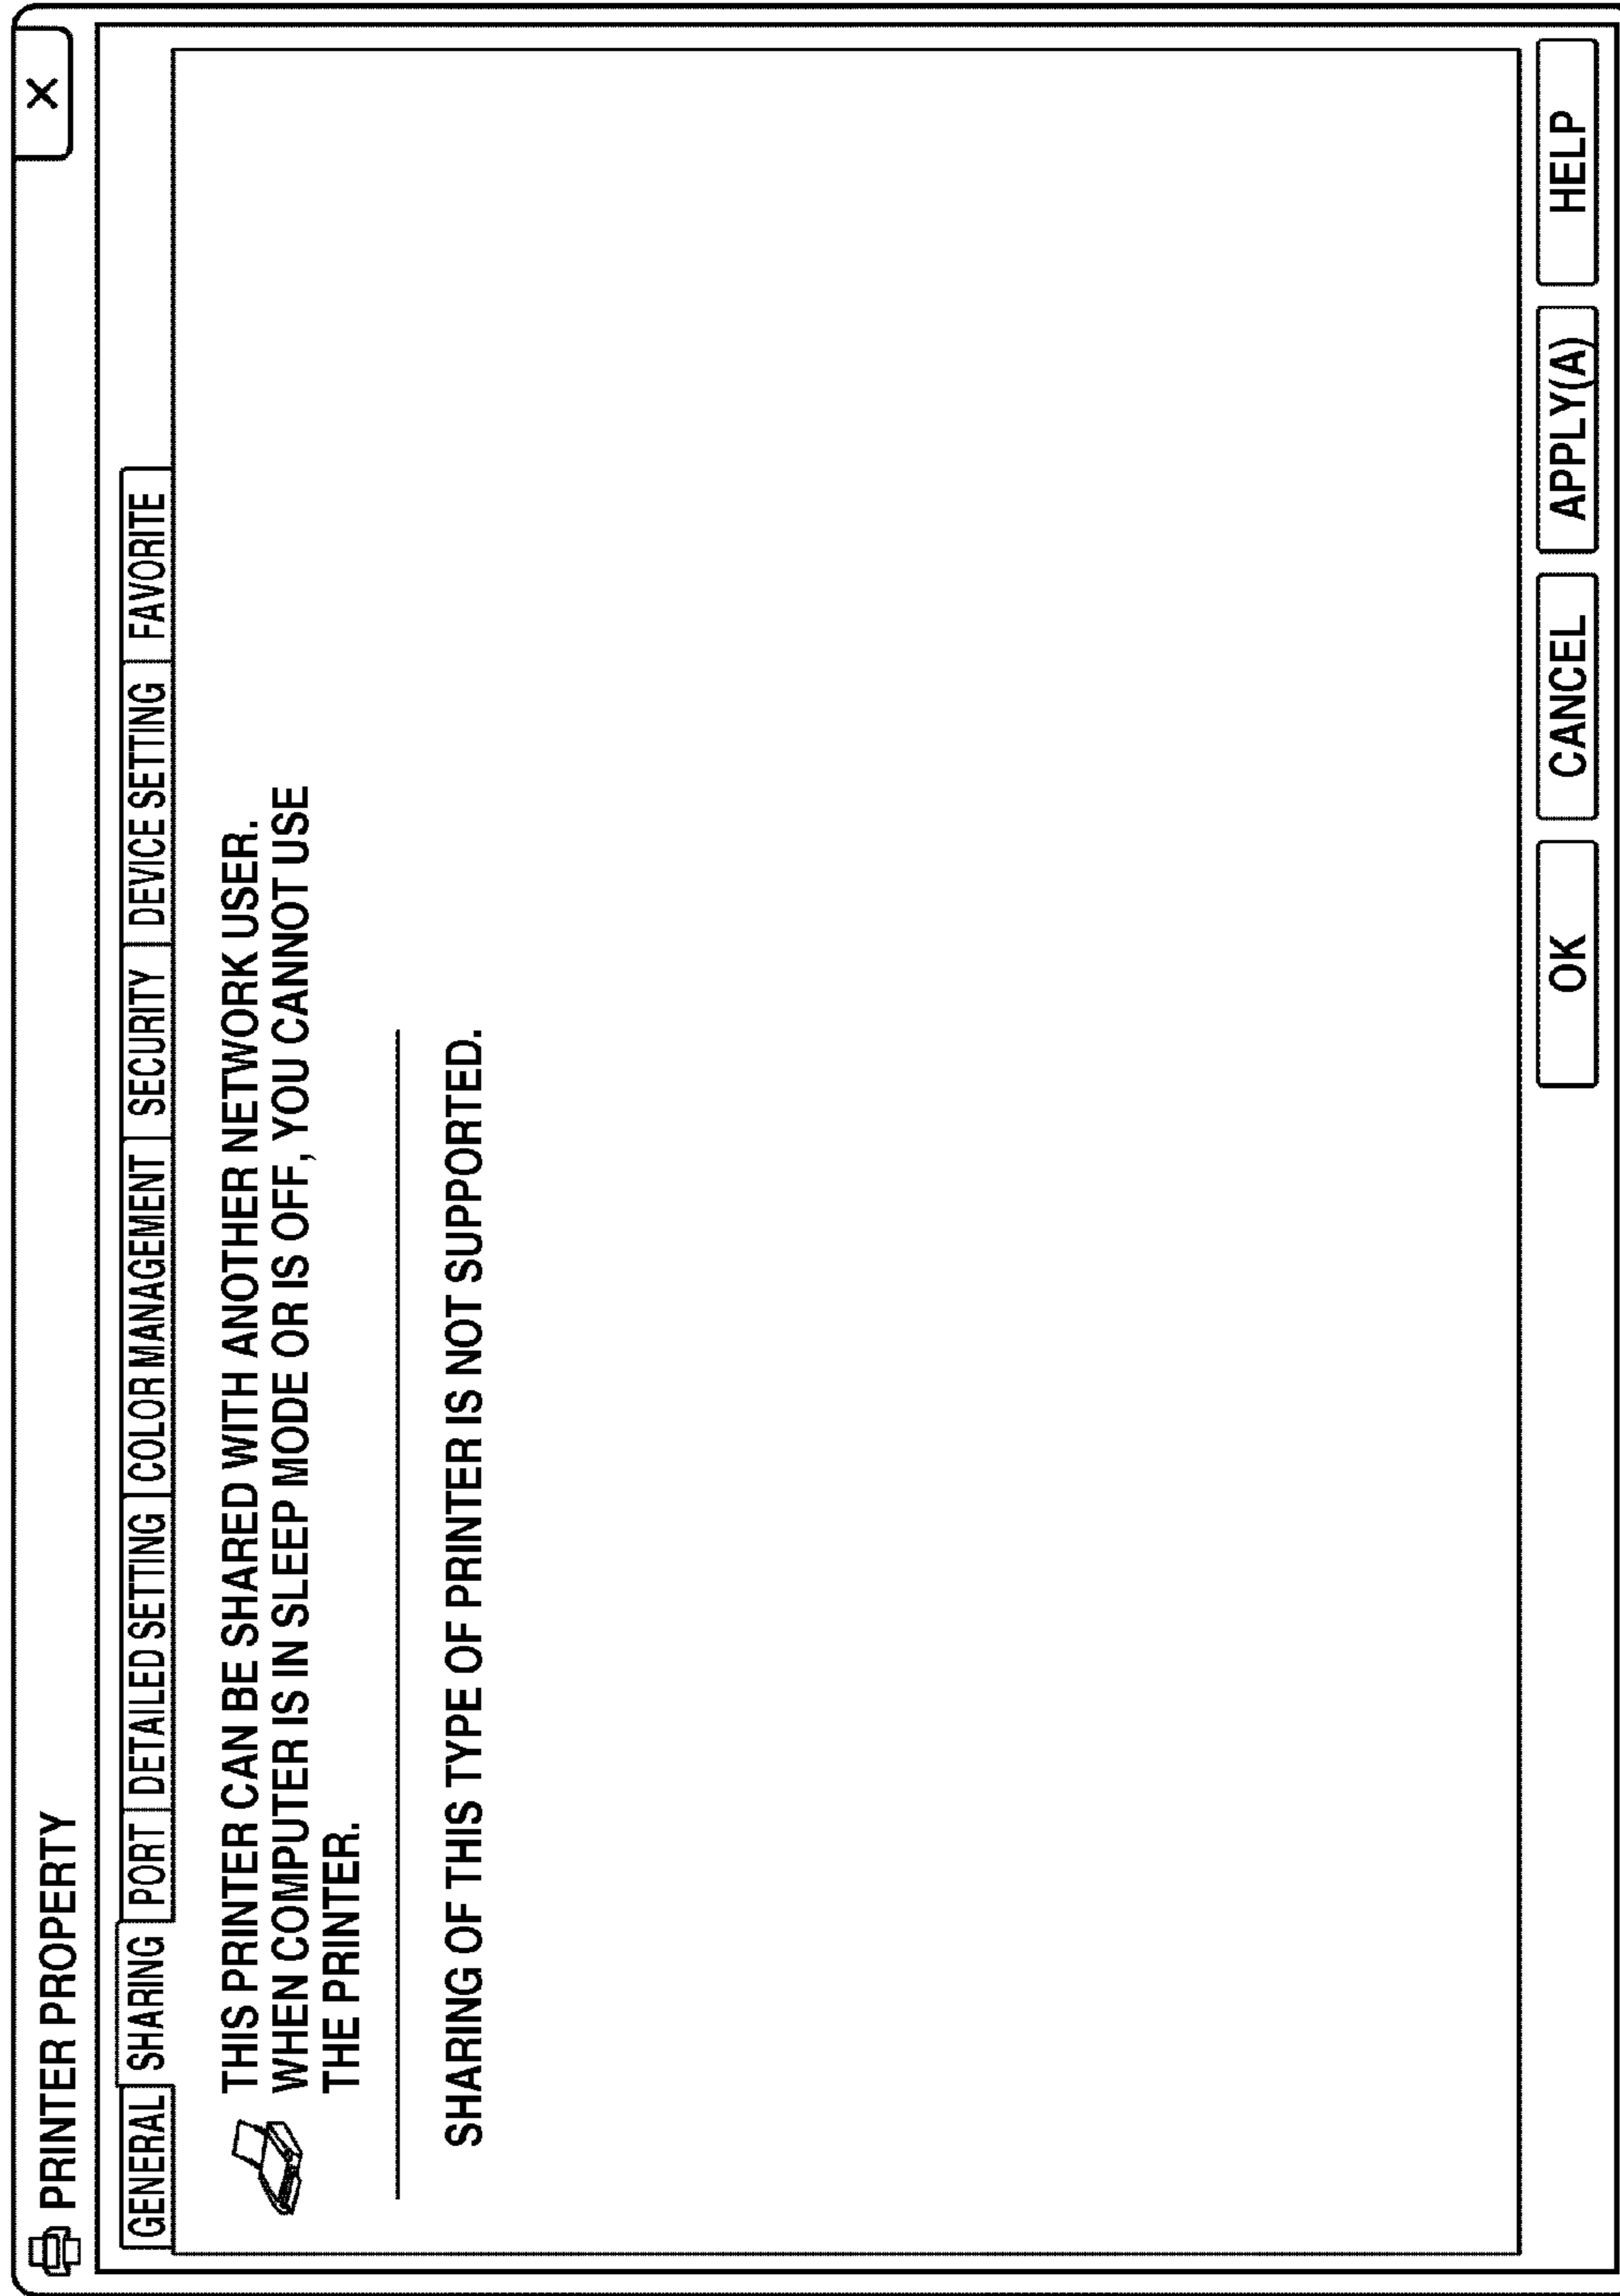 PRINTER PROPERTY
X
GENERAL SHARING PORT DETAILED SETTING COLOR MANAGEMENT SECURITY DEVICE SETTING FAVORITE
THIS PRINTER CAN BE SHARED WITH ANOTHER NETWORK USER.
WHEN COMPUTER IS IN SLEEP MODE OR IS OFF, YOU CANNOT USE
THE PRINTER.
SHARING OF THIS TYPE OF PRINTER IS NOT SUPPORTED.
OK CANCEL APPLY(A) HELP